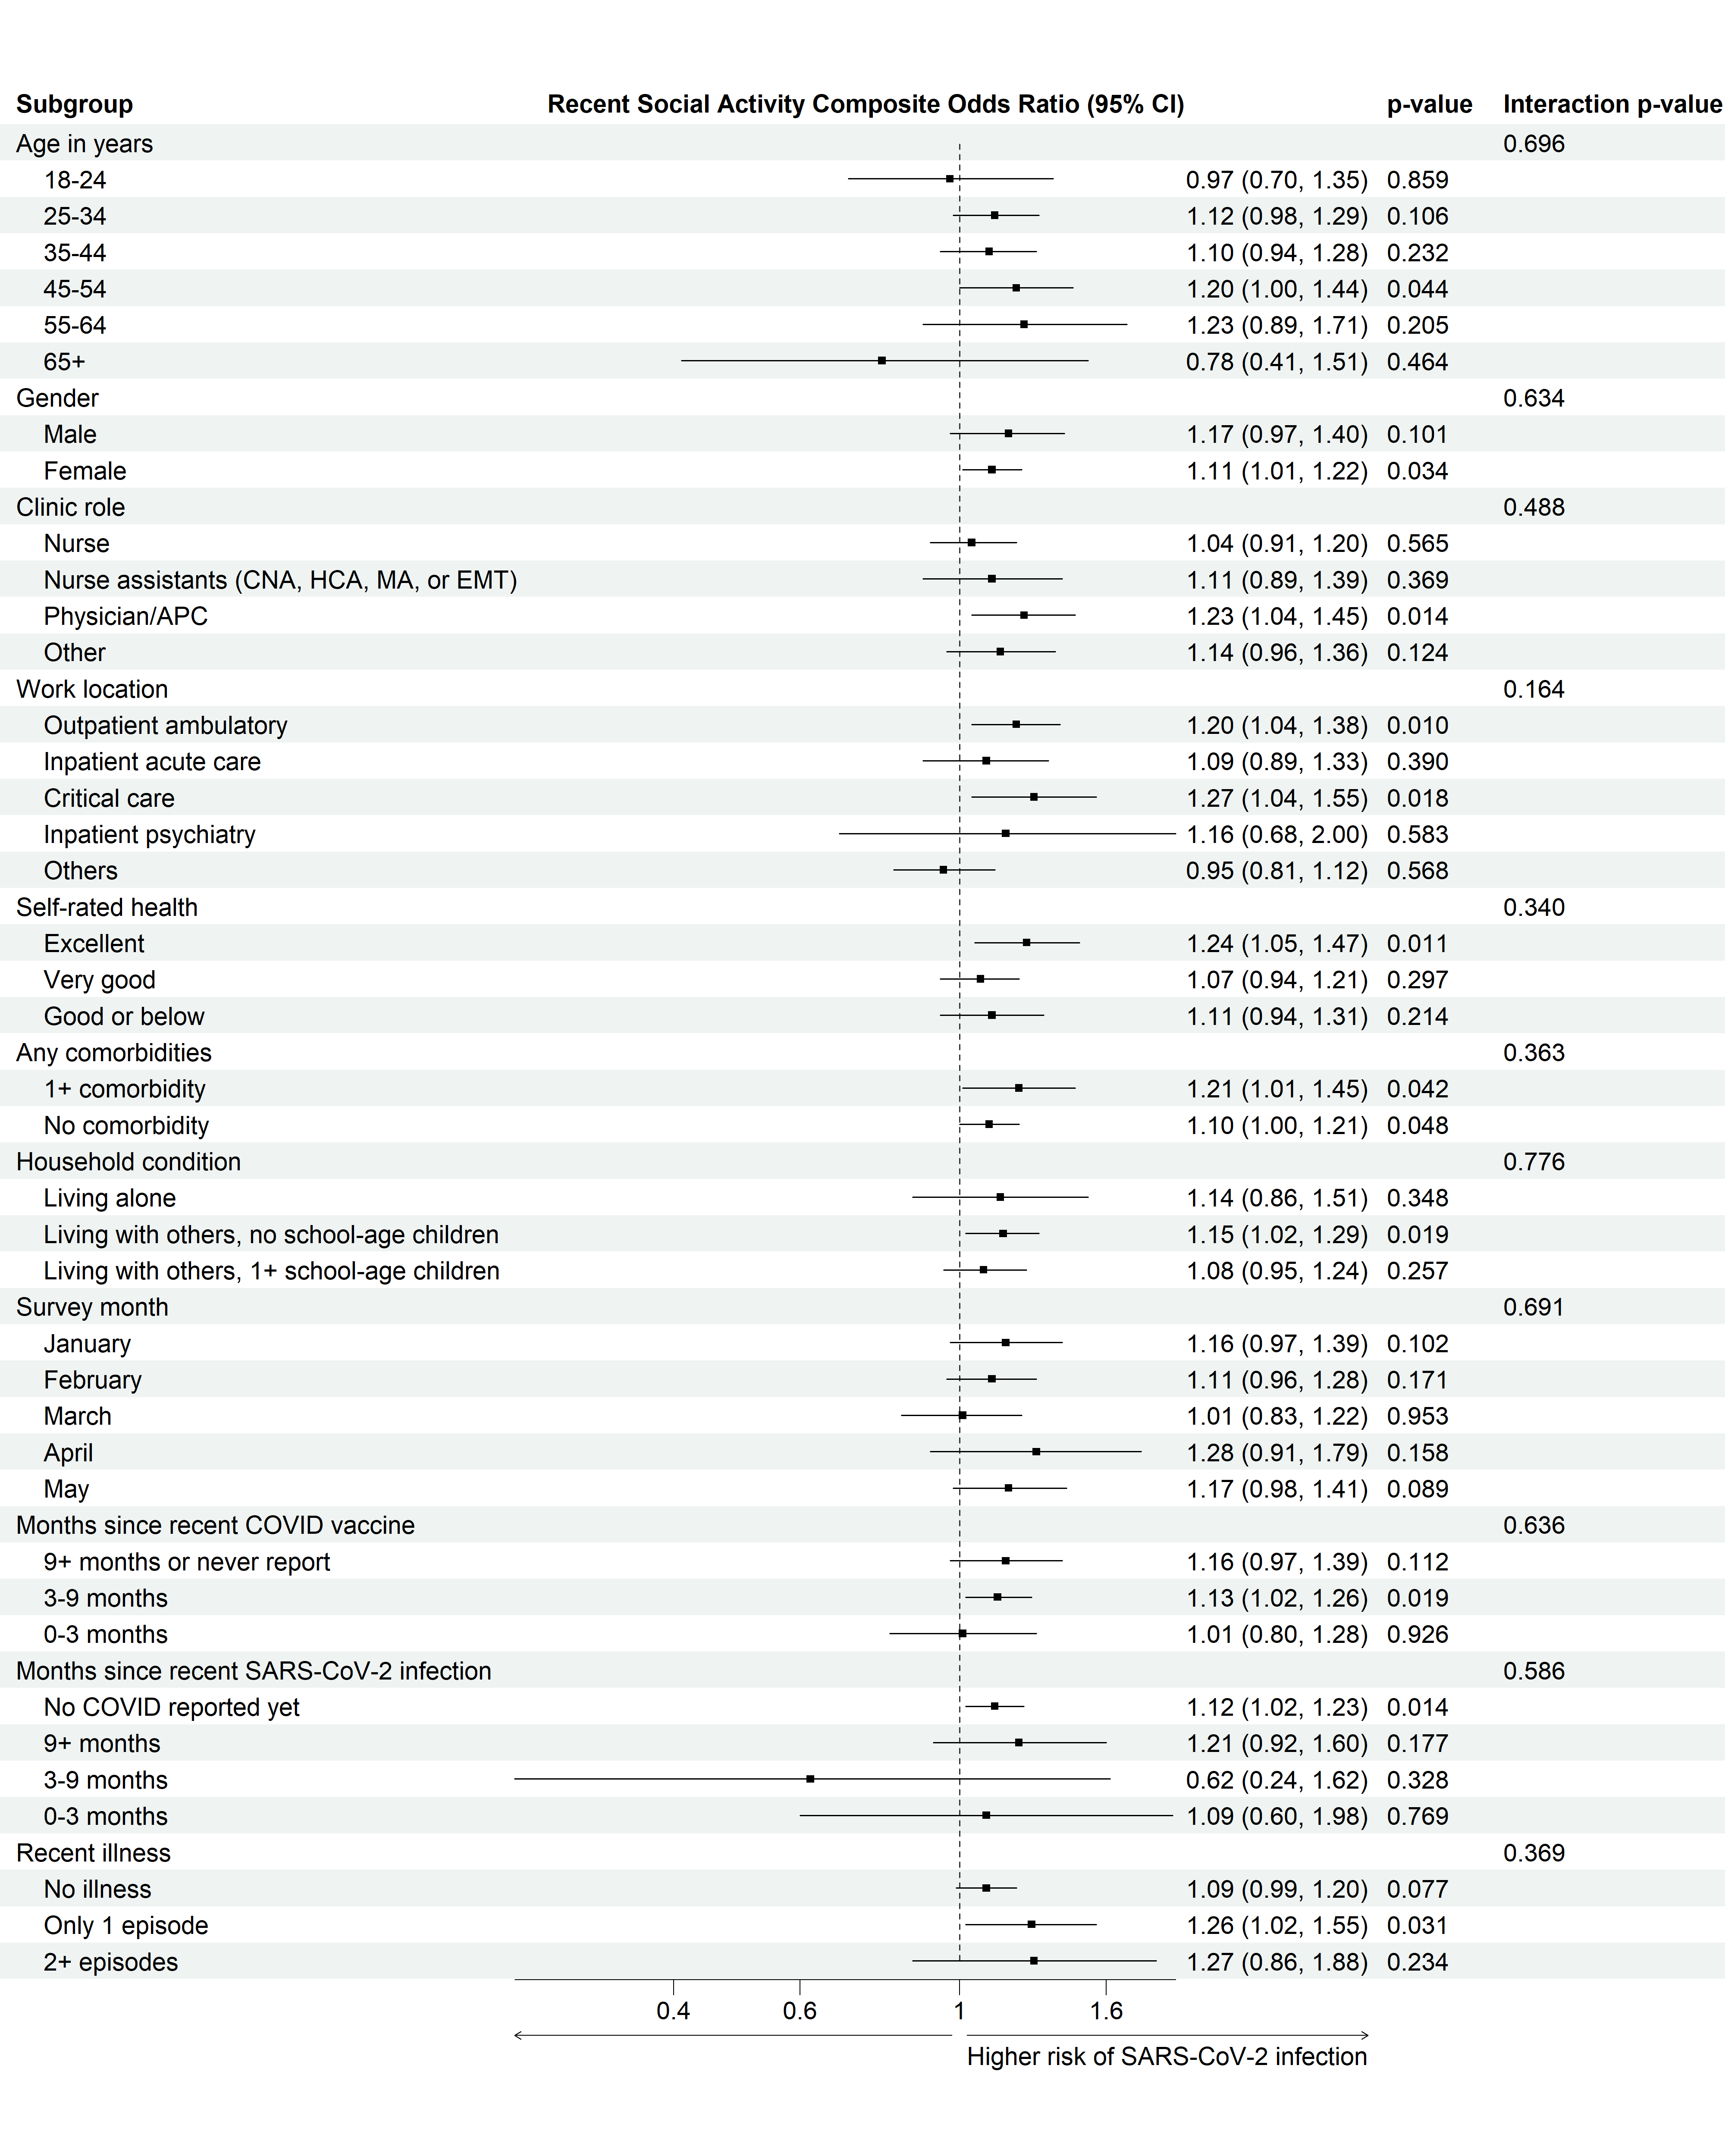 Subgroup Recent Social Activity Composite Odds Ratio (95% CI) p-value Interaction p-value
Age in years 0.696
18-24 0.97 (0.70, 1.35) 0.859
25-34 1.12 (0.98, 1.29) 0.106
35-44 1.10 (0.94, 1.28) 0.232
45-54 1.20 (1.00, 1.44) 0.044
55-64 1.23 (0.89, 1.71) 0.205
65+ 0.78 (0.41, 1.51) 0.464
Gender 0.634
Male 1.17 (0.97, 1.40) 0.101
Female 1.11 (1.01, 1.22) 0.034
Clinic role 0.488
Nurse 1.04 (0.91, 1.20) 0.565
Nurse assistants (CNA, HCA, MA, or EMT) 1.11 (0.89, 1.39) 0.369
Physician/APC 1.23 (1.04, 1.45) 0.014
Other 1.14 (0.96, 1.36) 0.124
Work location 0.164
Outpatient ambulatory 1.20 (1.04, 1.38) 0.010
Inpatient acute care 1.09 (0.89, 1.33) 0.390
Critical care 1.27 (1.04, 1.55) 0.018
Inpatient psychiatry 1.16 (0.68, 2.00) 0.583
Others 0.95 (0.81, 1.12) 0.568
Self-rated health 0.340
Excellent 1.24 (1.05, 1.47) 0.011
Very good 1.07 (0.94, 1.21) 0.297
Good or below 1.11 (0.94, 1.31) 0.214
Any comorbidities 0.363
1+ comorbidity 1.21 (1.01, 1.45) 0.042
No comorbidity 1.10 (1.00, 1.21) 0.048
Household condition 0.776
Living alone 1.14 (0.86, 1.51) 0.348
Living with others, no school-age children 1.15 (1.02, 1.29) 0.019
Living with others, 1+ school-age children 1.08 (0.95, 1.24) 0.257
Survey month 0.691
January 1.16 (0.97, 1.39) 0.102
February 1.11 (0.96, 1.28) 0.171
March 1.01 (0.83, 1.22) 0.953
April 1.28 (0.91, 1.79) 0.158
May 1.17 (0.98, 1.41) 0.089
Months since recent COVID vaccine 0.636
9+ months or never report 1.16 (0.97, 1.39) 0.112
3-9 months 1.13 (1.02, 1.26) 0.019
0-3 months 1.01 (0.80, 1.28) 0.926
Months since recent SARS-CoV-2 infection 0.586
No COVID reported yet 1.12 (1.02, 1.23) 0.014
9+ months 1.21 (0.92, 1.60) 0.177
3-9 months 0.62 (0.24, 1.62) 0.328
0-3 months 1.09 (0.60, 1.98) 0.769
Recent illness 0.369
No illness 1.09 (0.99, 1.20) 0.077
Only 1 episode 1.26 (1.02, 1.55) 0.031
2+ episodes 1.27 (0.86, 1.88) 0.234
0.4 0.6 1 1.6
Higher risk of SARS-CoV-2 infection